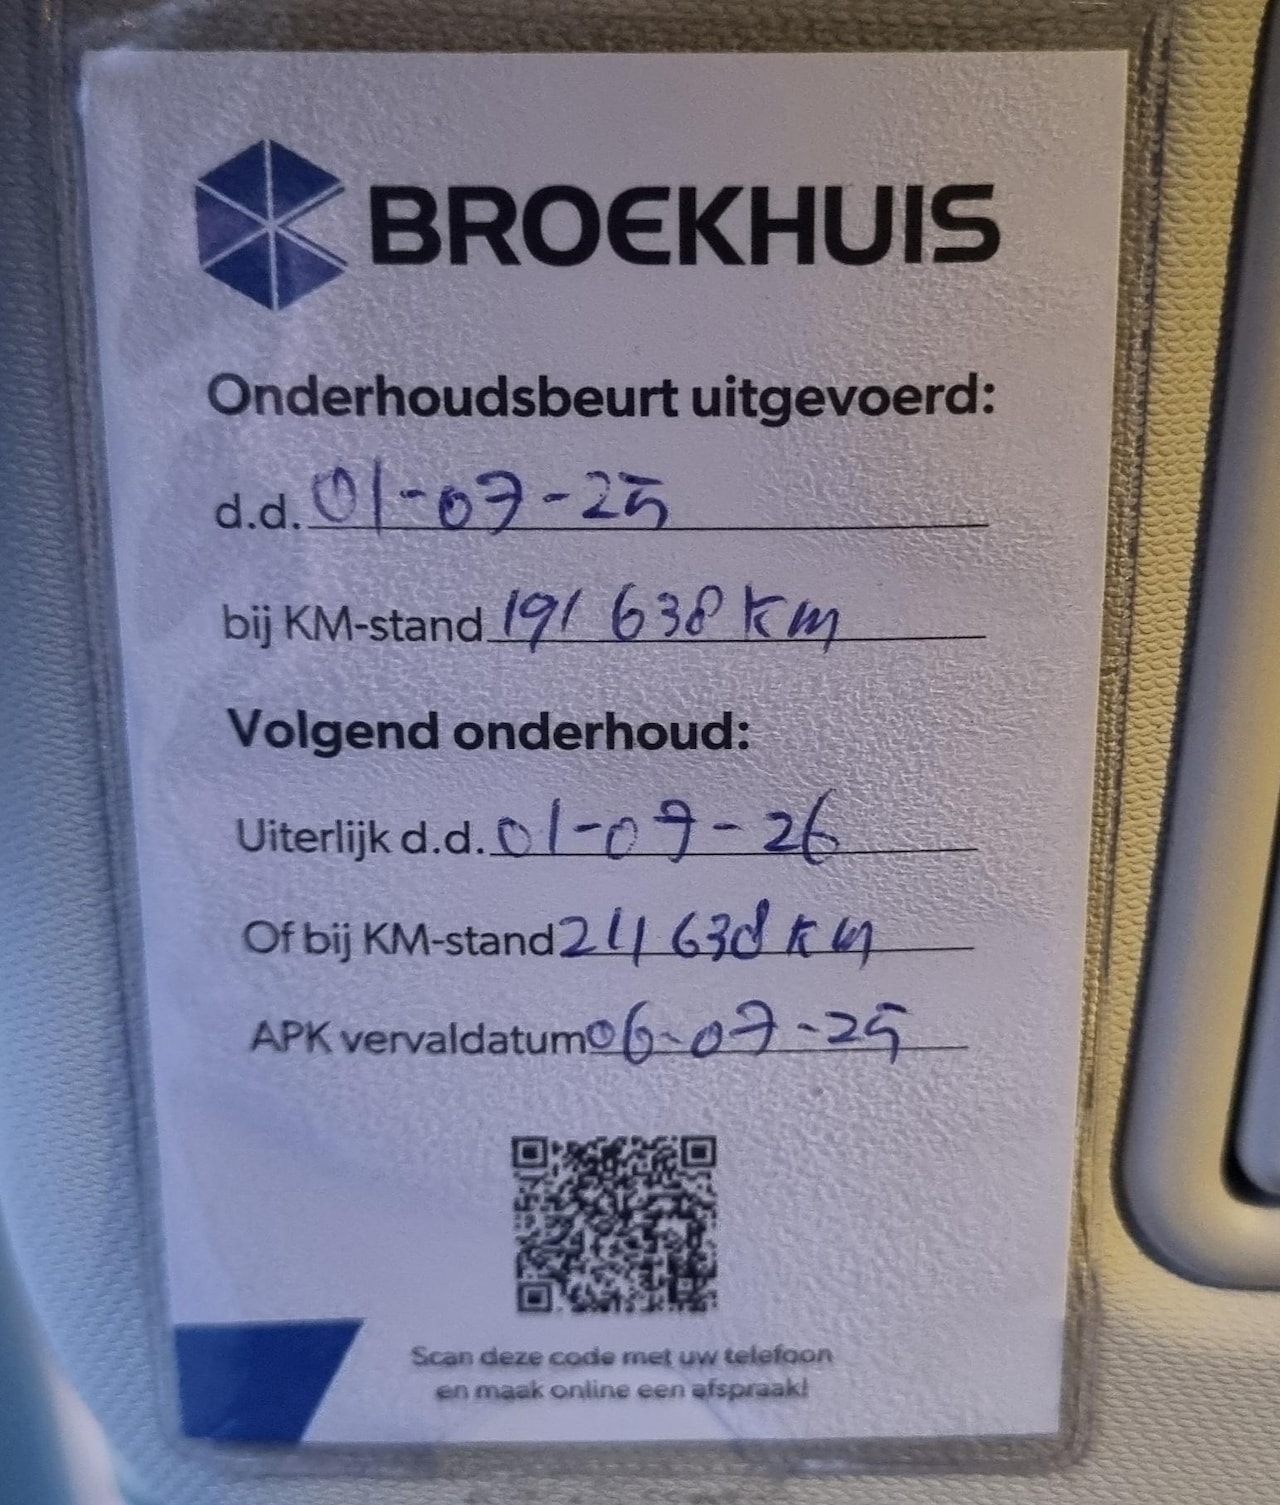 BROEKHUIS
Onderhoudsbeurt uitgevoerd:
d.d. 01-07-25
bij KM-stand 191 638 km
Volgend onderhoud:
Uiterlijk d.d. 01-07-26
Of bij KM-stand 211 638 km
APK vervaldatum 06-07-25
Scan deze code met uw telefoon
en maak online een afspraak!